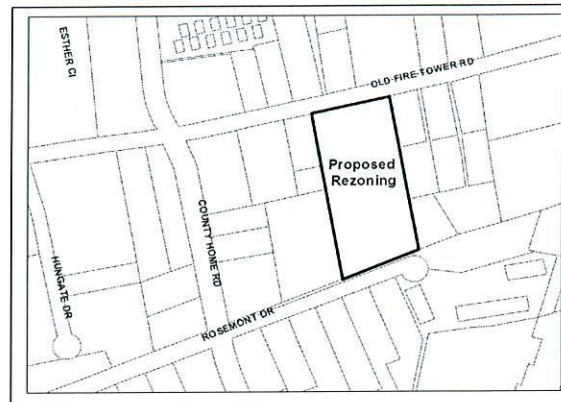 ESTHER CI
OLD FIRE TOWER RD
Proposed
Rezoning
COUNTY HOME RD
HUNGATE DR
ROSEMONT DR